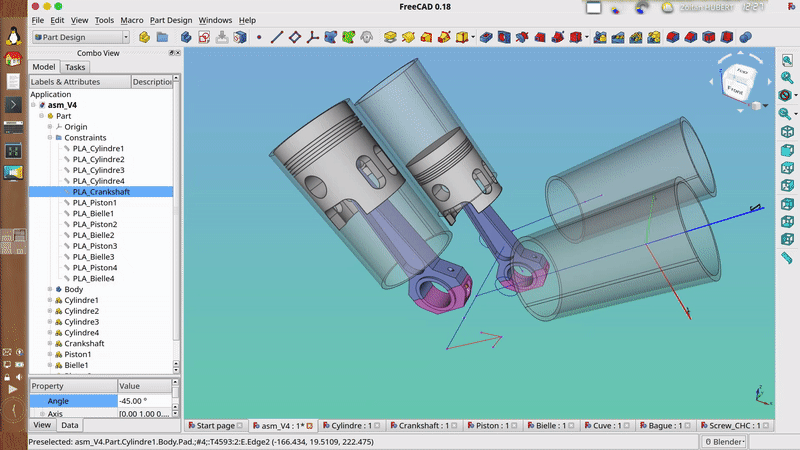 FreeCAD 0.18
Zoltan HUBERT
12:27
File Edit View Tools Macro Part Design Windows Help
Part Design
Combo View
Model Tasks
Labels & Attributes Description
Application
asm_V4
Part
Origin
Constraints
PLA_Cylindre1
PLA_Cylindre2
PLA_Cylindre3
PLA_Cylindre4
PLA_Crankshaft
PLA_Piston1
PLA_Bielle1
PLA_Piston2
PLA_Bielle2
PLA_Piston3
PLA_Bielle3
PLA_Piston4
PLA_Bielle4
Body
Cylindre1
Cylindre2
Cylindre3
Cylindre4
Crankshaft
Piston1
Bielle1
Property Value
Angle -45.00 °
Axis [0.00 1.00 0....
View Data
Front
Start page asm_V4 : 1* Cylindre : 1 Crankshaft : 1 Piston : 1 Bielle : 1 Cuve : 1 Bague : 1 Screw_CHC : 1
Preselected: asm_V4.Part.Cylindre1.Body.Pad.;#4;:T4593:2:E.Edge2 (-166.434, 19.5109, 222.475)
Blender